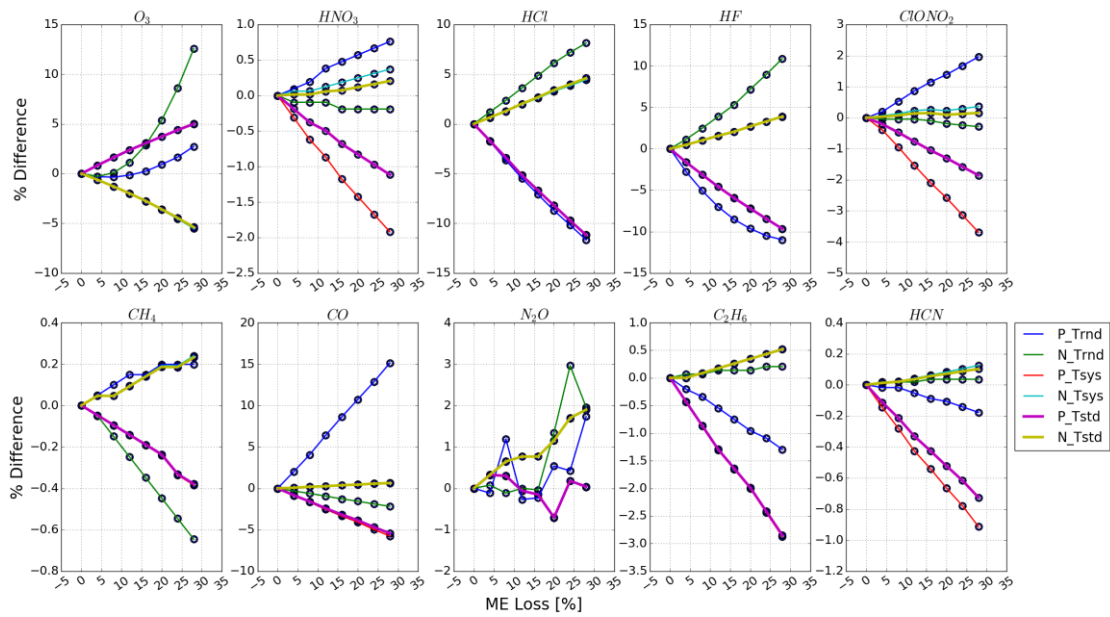 O3 HNO3 HCl HF ClONO2
% Difference
15 10 5 0 −5 −10
1.0 0.5 0.0 −0.5 −1.0 −1.5 −2.0 −2.5
10 5 0 −5 −10 −15
15 10 5 0 −5 −10 −15
3 2 1 0 −1 −2 −3 −4 −5
−5 0 5 10 15 20 25 30 35
−5 0 5 10 15 20 25 30 35
−5 0 5 10 15 20 25 30 35
−5 0 5 10 15 20 25 30 35
−5 0 5 10 15 20 25 30 35
CH4 CO N2O C2H6 HCN
% Difference
0.4 0.2 0.0 −0.2 −0.4 −0.6 −0.8
20 15 10 5 0 −5 −10
4 3 2 1 0 −1 −2
1.0 0.5 0.0 −0.5 −1.0 −1.5 −2.0 −2.5 −3.0 −3.5
0.4 0.2 0.0 −0.2 −0.4 −0.6 −0.8 −1.0 −1.2
−5 0 5 10 15 20 25 30 35
−5 0 5 10 15 20 25 30 35
−5 0 5 10 15 20 25 30 35
−5 0 5 10 15 20 25 30 35
−5 0 5 10 15 20 25 30 35
ME Loss [%]
P_Trnd
N_Trnd
P_Tsys
N_Tsys
P_Tstd
N_Tstd